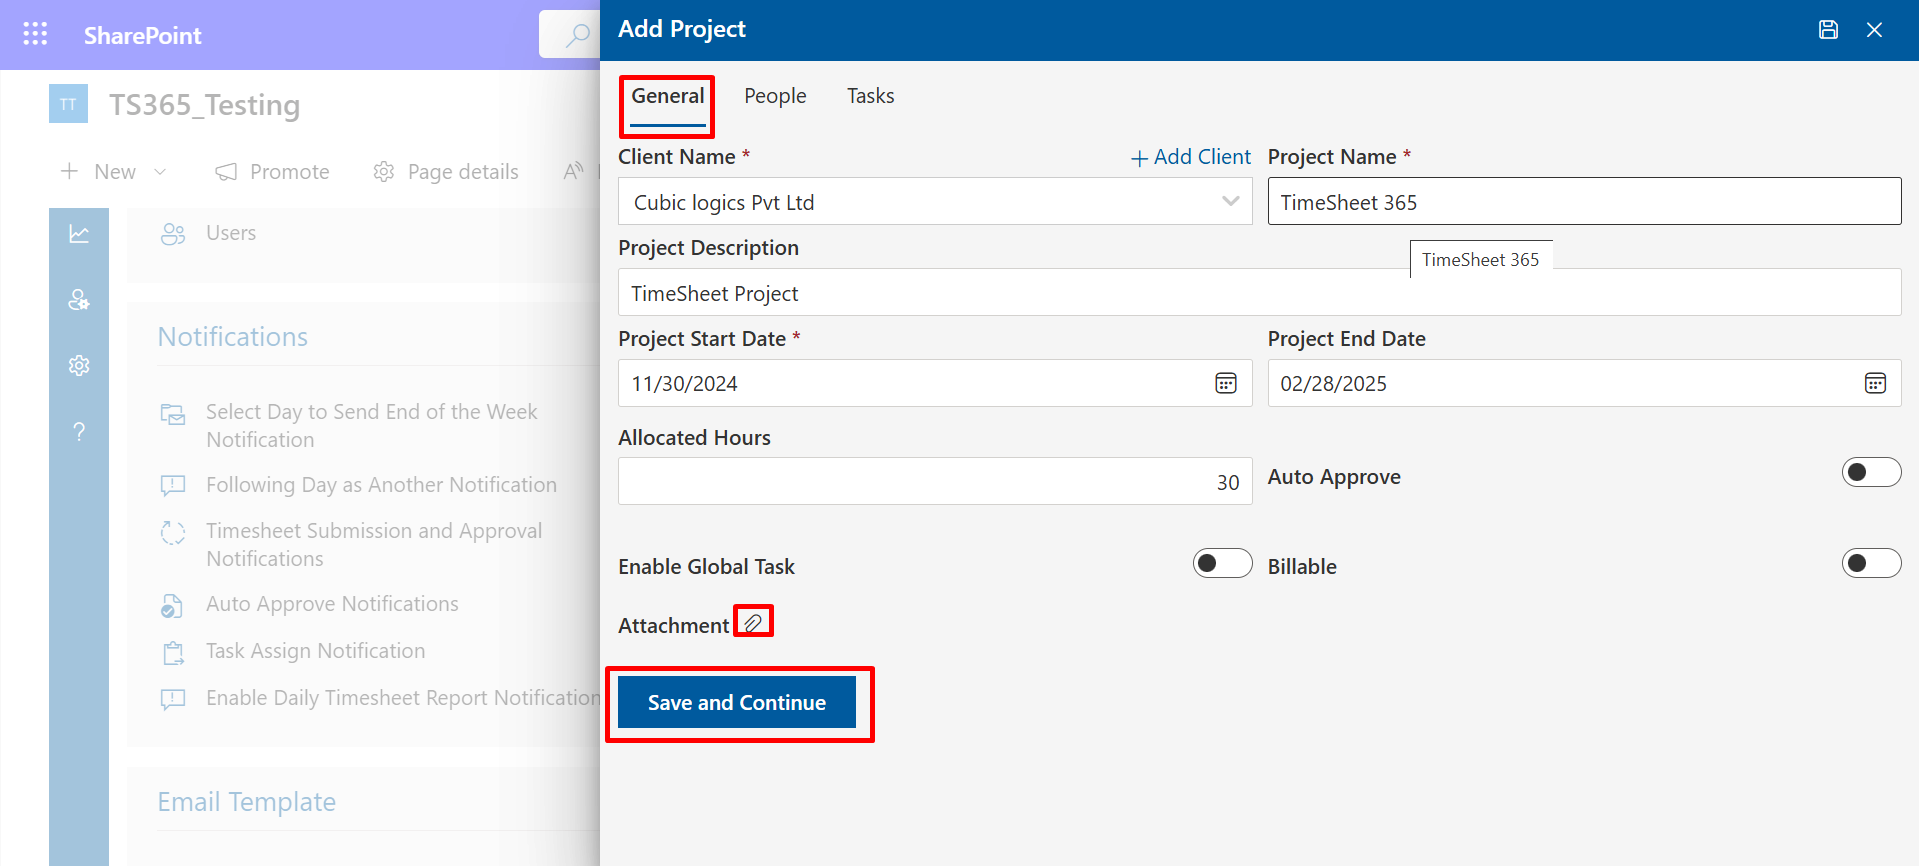 SharePoint
TT
TS365_Testing
New
Promote
Page details
Users
Notifications
Select Day to Send End of the Week
Notification
Following Day as Another Notification
Timesheet Submission and Approval
Notifications
Auto Approve Notifications
Task Assign Notification
Enable Daily Timesheet Report Notification
Email Template
Add Project
General People Tasks
Client Name *
+ Add Client
Project Name *
Cubic logics Pvt Ltd
TimeSheet 365
Project Description
TimeSheet 365
TimeSheet Project
Project Start Date *
Project End Date
11/30/2024
02/28/2025
Allocated Hours
30
Auto Approve
Enable Global Task
Billable
Attachment
Save and Continue